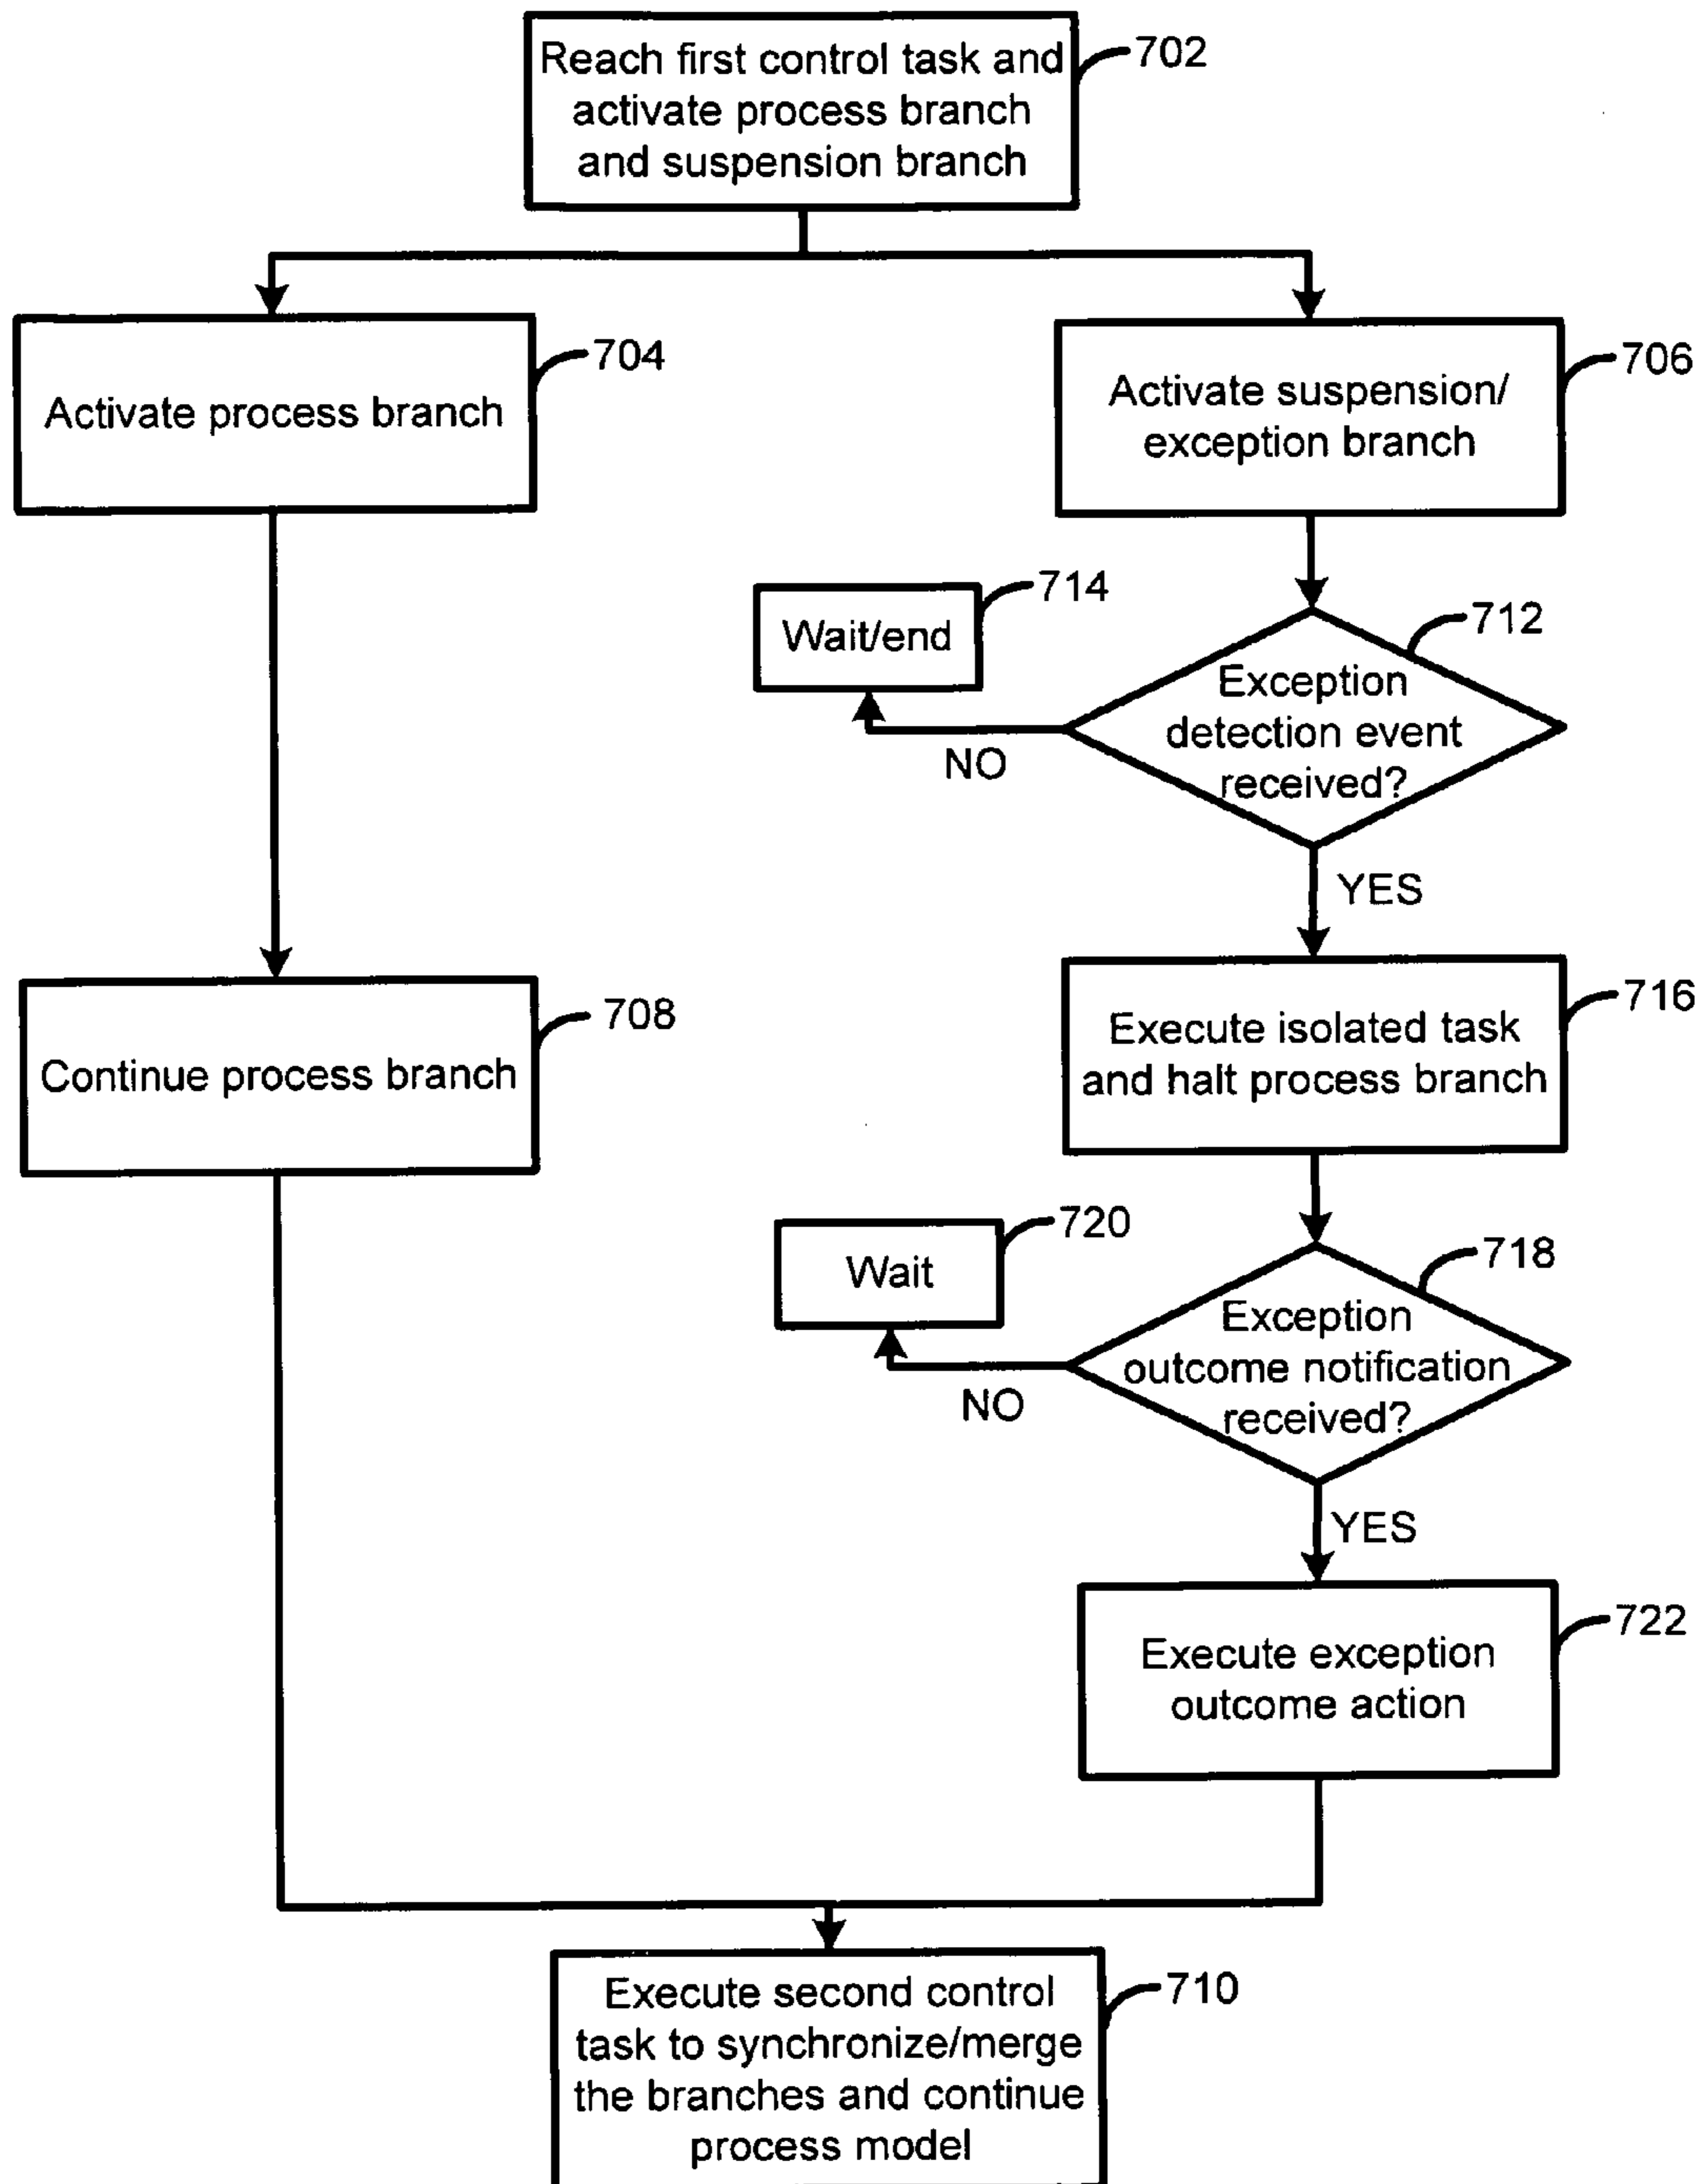 Reach first control task and
activate process branch
and suspension branch
702
Activate process branch
704
Activate suspension/
exception branch
706
Wait/end
714
Exception
detection event
received?
712
NO
YES
Continue process branch
708
Execute isolated task
and halt process branch
716
Wait
720
Exception
outcome notification
received?
718
NO
YES
Execute exception
outcome action
722
Execute second control
task to synchronize/merge
the branches and continue
process model
710